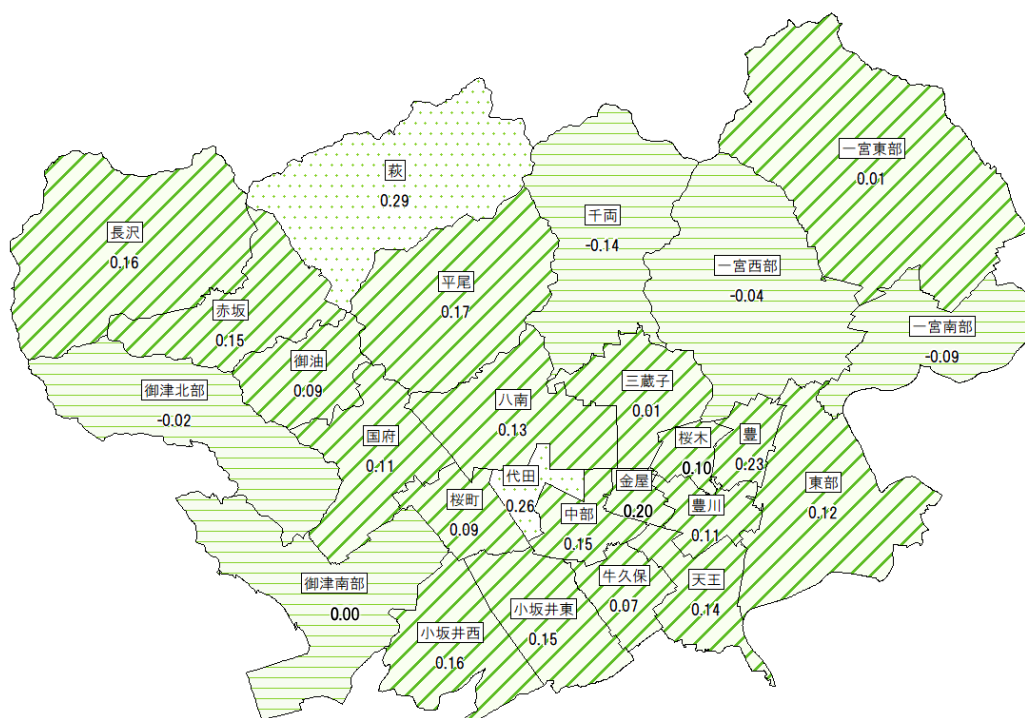 一宮東部
0.01
萩
0.29
千両
-0.14
長沢
0.16
一宮西部
-0.04
平尾
0.17
赤坂
0.15
一宮南部
-0.09
御油
0.09
御津北部
-0.02
三蔵子
0.01
八南
0.13
国府
0.11
桜木
0.10
豊
0.23
代田
0.26
金屋
0.20
東部
0.12
桜町
0.09
中部
0.15
豊川
0.11
御津南部
0.00
牛久保
0.07
天王
0.14
小坂井東
0.15
小坂井西
0.16